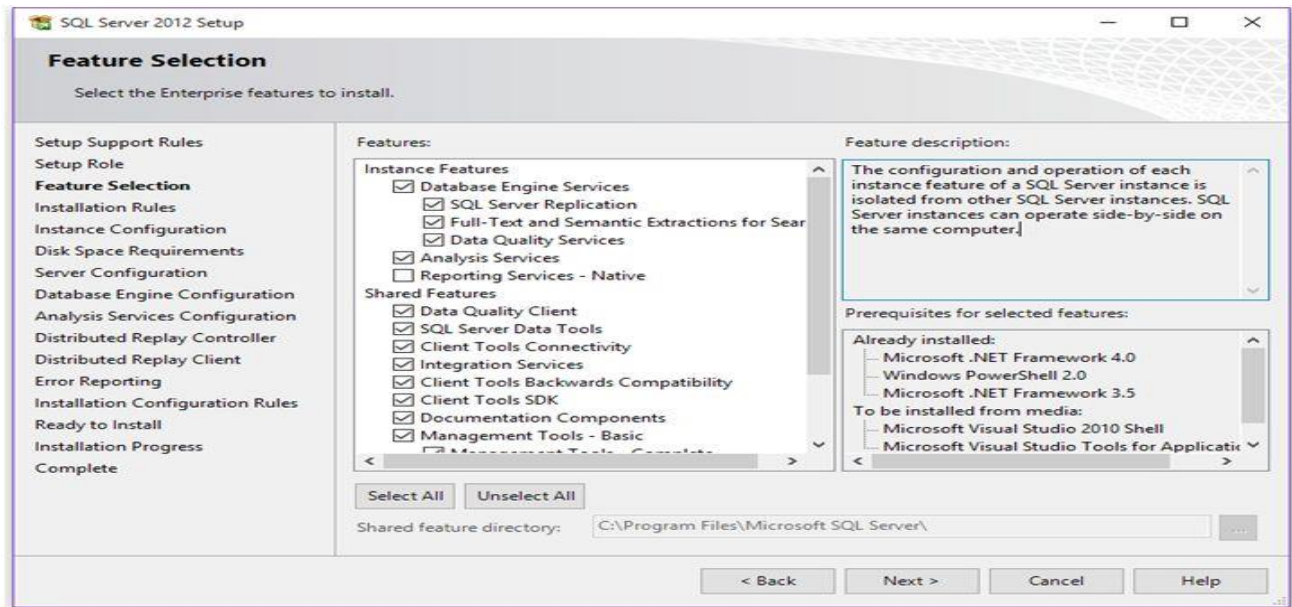 SQL Server 2012 Setup
Feature Selection
Select the Enterprise features to install.
Setup Support Rules
Setup Role
Feature Selection
Installation Rules
Instance Configuration
Disk Space Requirements
Server Configuration
Database Engine Configuration
Analysis Services Configuration
Distributed Replay Controller
Distributed Replay Client
Error Reporting
Installation Configuration Rules
Ready to Install
Installation Progress
Complete
Features:
Instance Features
Database Engine Services
SQL Server Replication
Full-Text and Semantic Extractions for Sear
Data Quality Services
Analysis Services
Reporting Services - Native
Shared Features
Data Quality Client
SQL Server Data Tools
Client Tools Connectivity
Integration Services
Client Tools Backwards Compatibility
Client Tools SDK
Documentation Components
Management Tools - Basic
Management Tools - Complete
Select All
Unselect All
Shared feature directory:
C:\Program Files\Microsoft SQL Server\
...
Feature description:
The configuration and operation of each
instance feature of a SQL Server instance is
isolated from other SQL Server instances. SQL
Server instances can operate side-by-side on
the same computer.
Prerequisites for selected features:
Already installed:
Microsoft .NET Framework 4.0
Windows PowerShell 2.0
Microsoft .NET Framework 3.5
To be installed from media:
Microsoft Visual Studio 2010 Shell
Microsoft Visual Studio Tools for Applicatic
< Back
Next >
Cancel
Help